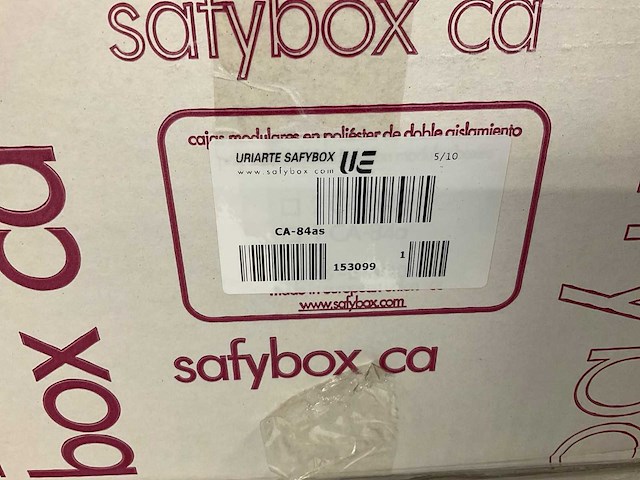 safybox ca
cajas modulares en poliéster de doble aislamiento
URIARTE SAFYBOX UE 5/10
www.safybox.com
CA-84as
153099 1
www.safybox.com
safybox ca
box ca